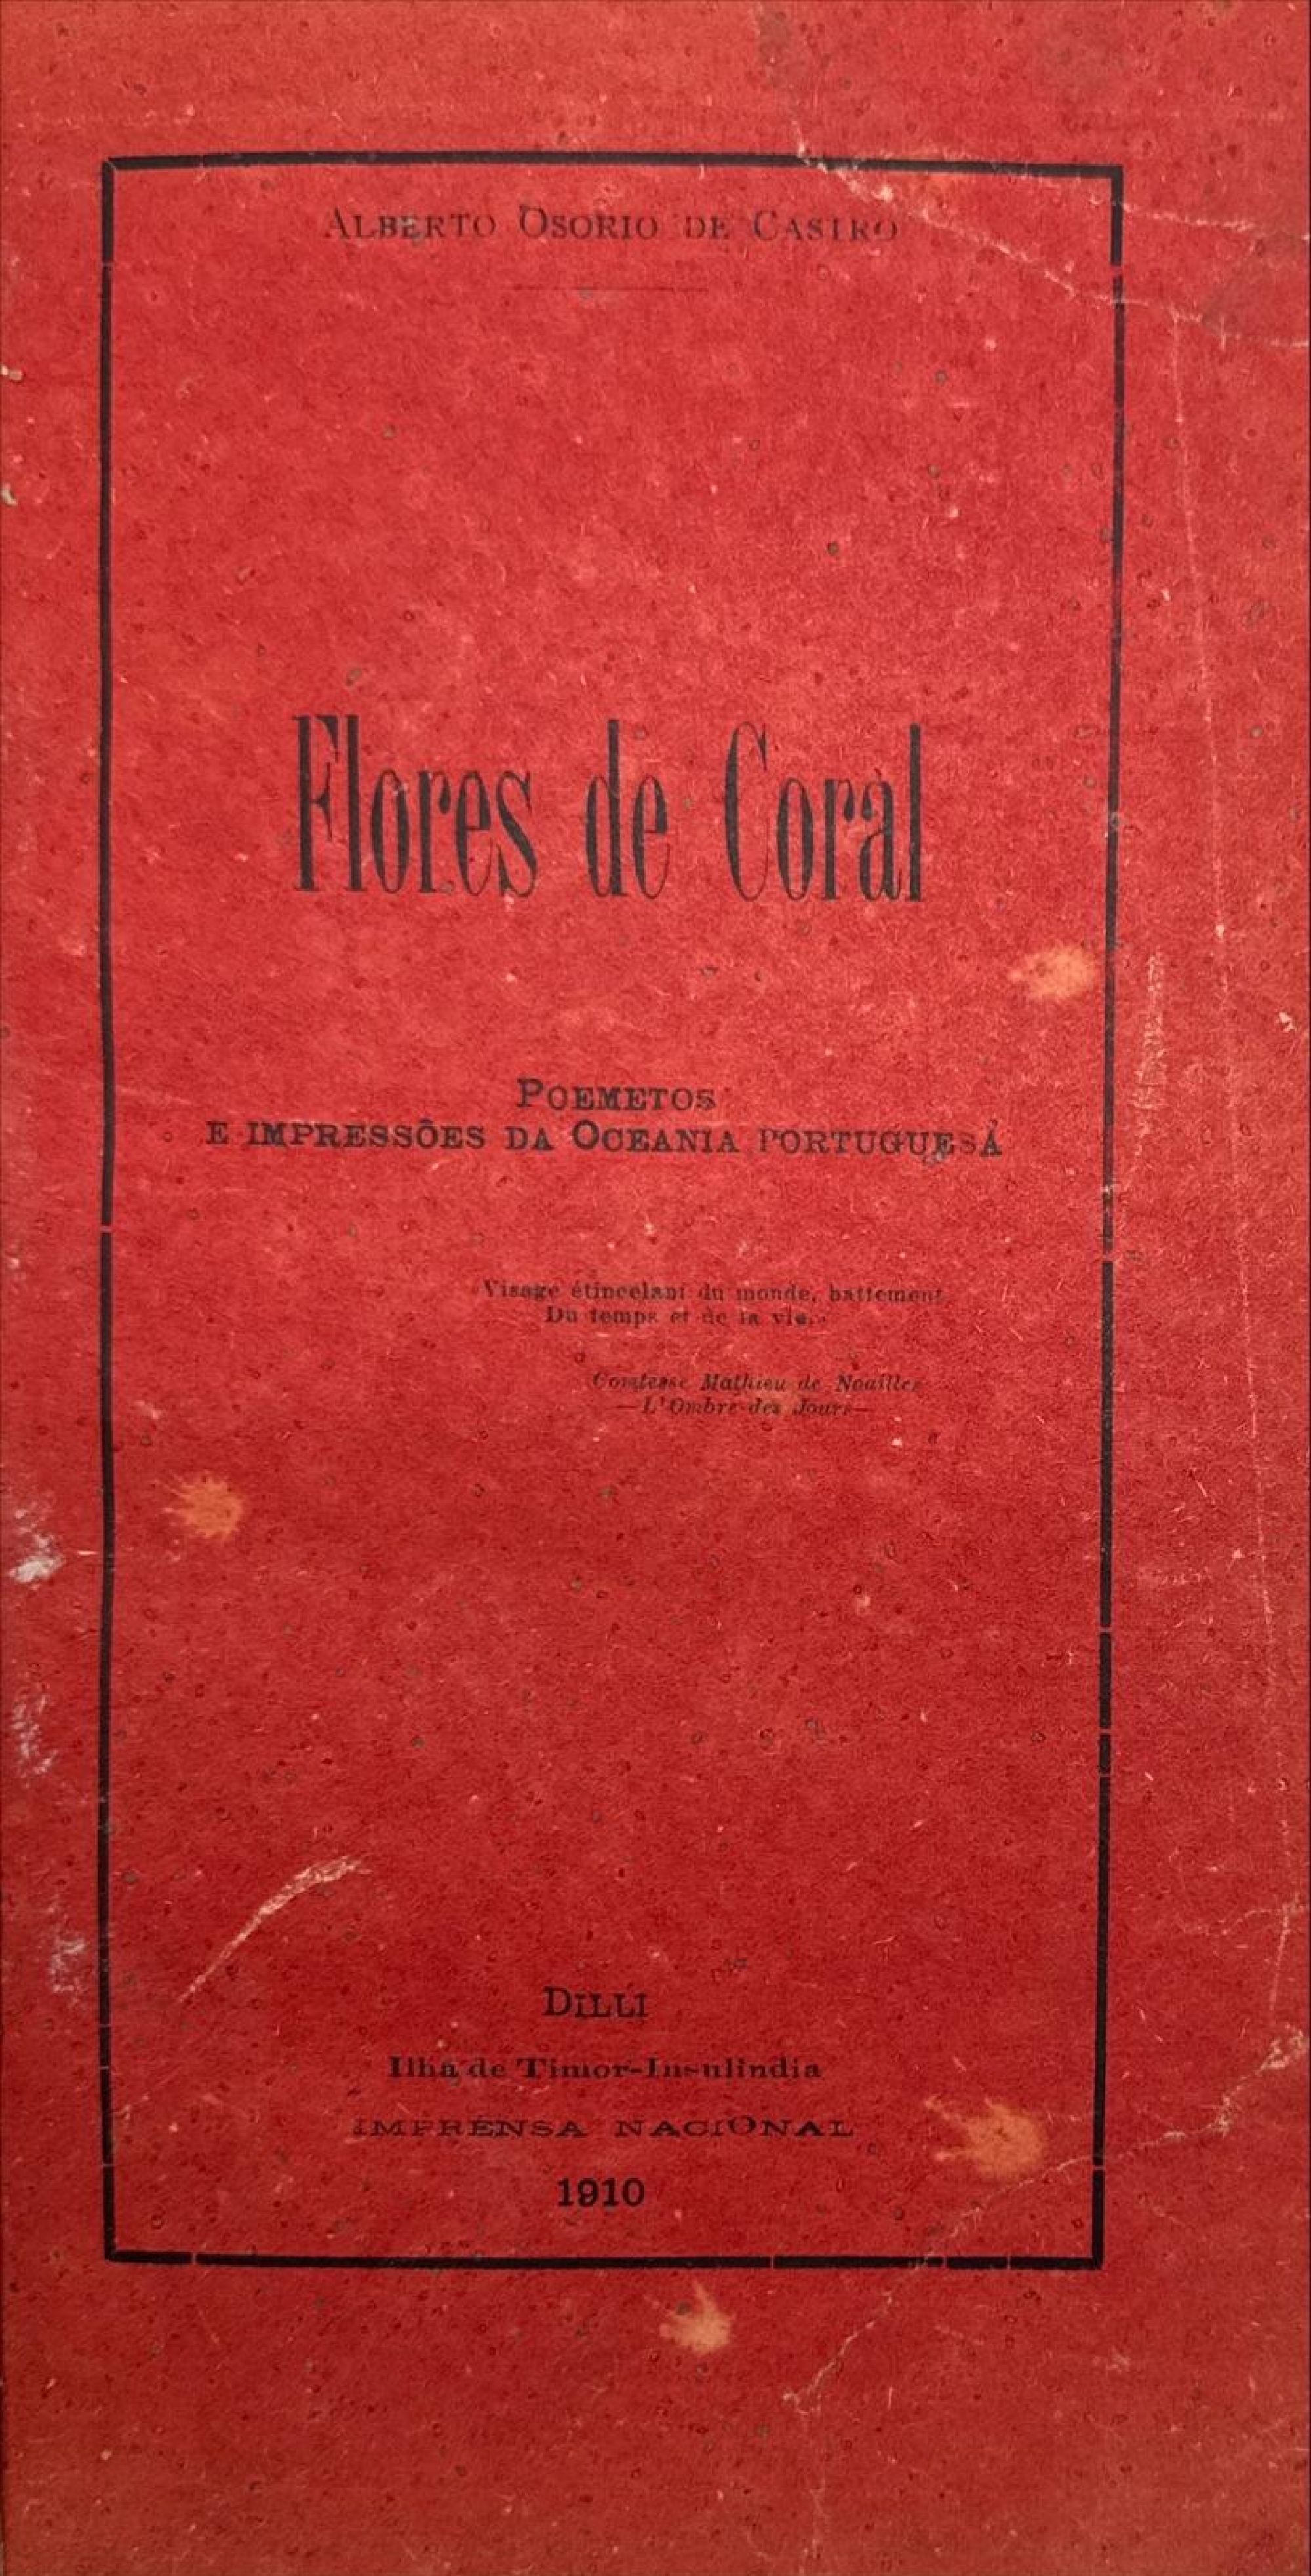 ALBERTO OSORIO DE CASTRO
Flores de Coral
POEMETOS
E IMPRESSÕES DA OCEANIA PORTUGUESA
Visage étincelant du monde, battement
Du temps et de la vie.
Comtesse Mathieu de Noailles
—L'Ombre des Jours—
DILLI
Ilha de Timor-Insulindia
IMPRENSA NACIONAL
1910